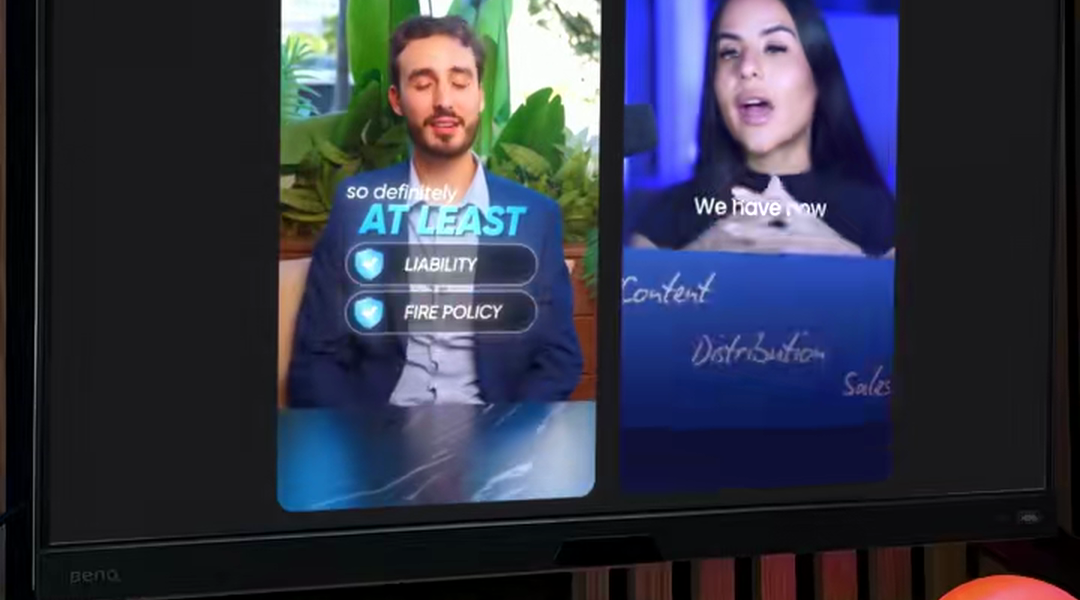 so definitely
AT LEAST
LIABILITY
FIRE POLICY
We have now
Content
Distribution
Sales
BenQ